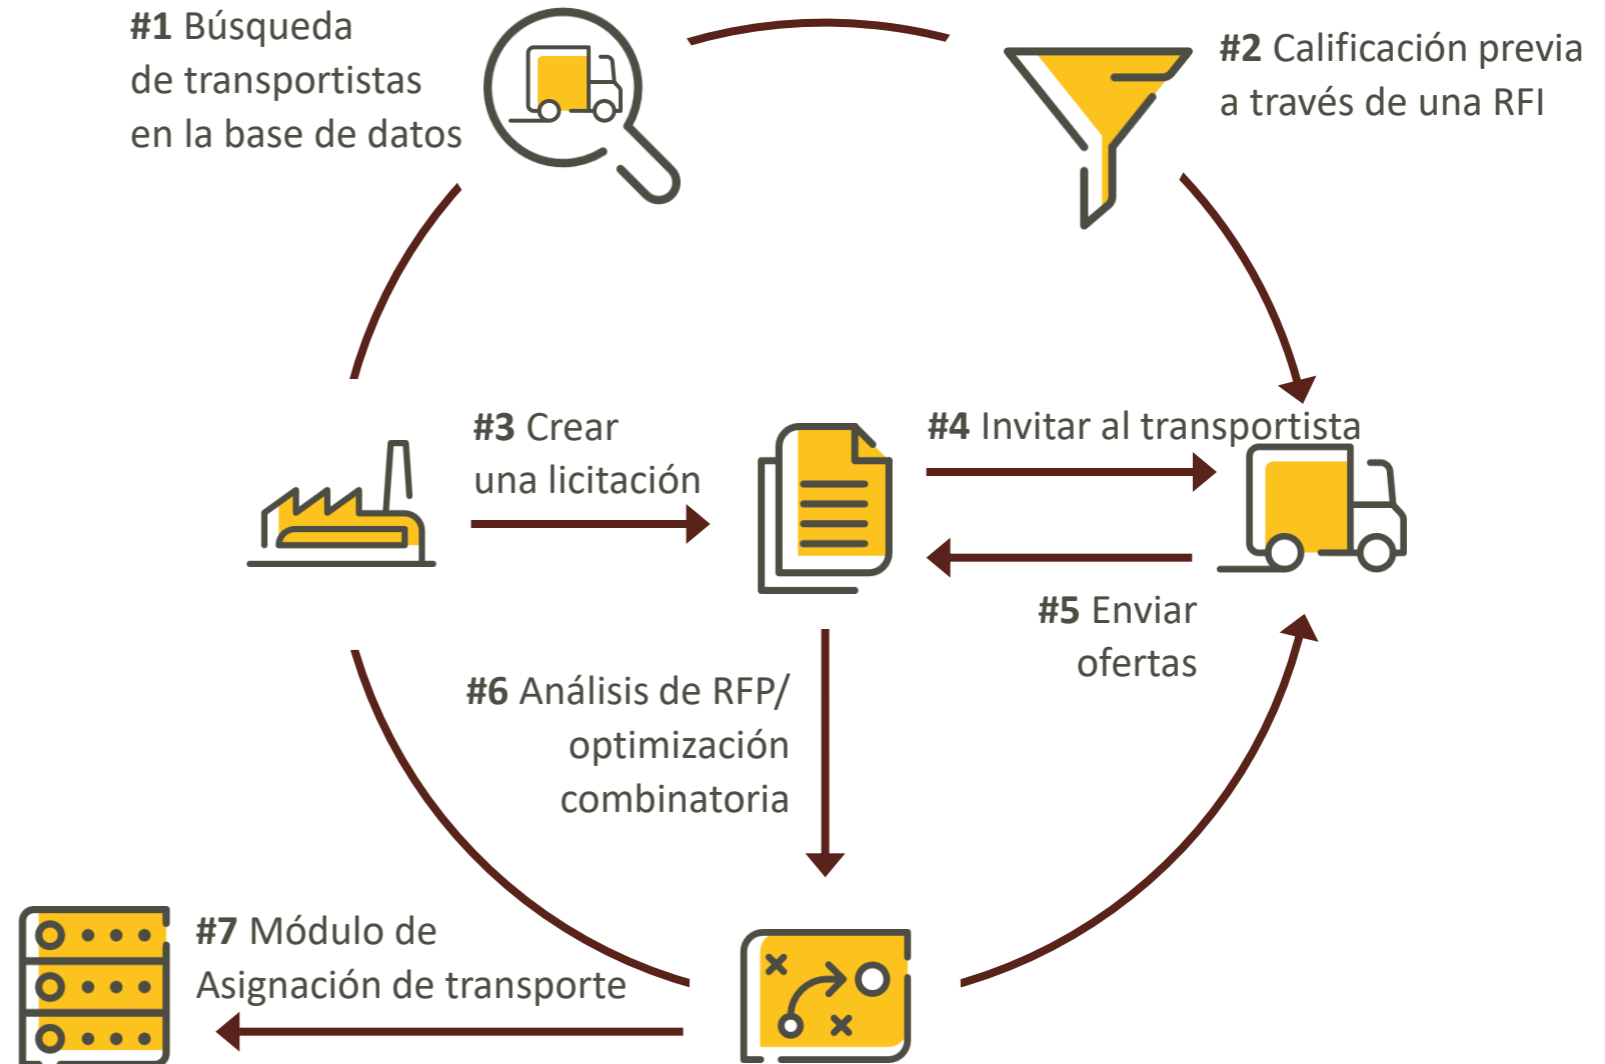 #1 Búsqueda
de transportistas
en la base de datos
#2 Calificación previa
a través de una RFI
#3 Crear
una licitación
#4 Invitar al transportista
#5 Enviar
ofertas
#6 Análisis de RFP/
optimización
combinatoria
#7 Módulo de
Asignación de transporte